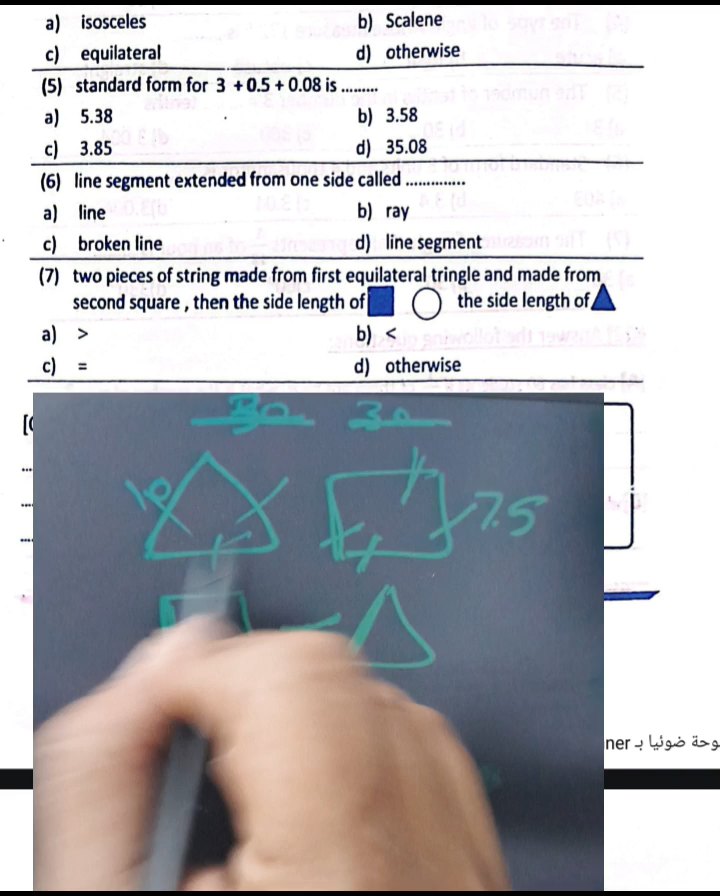 a) isosceles b) Scalene
c) equilateral d) otherwise
(5) standard form for 3 + 0.5 + 0.08 is .........
a) 5.38 b) 3.58
c) 3.85 d) 35.08
(6) line segment extended from one side called ..............
a) line b) ray
c) broken line d) line segment
(7) two pieces of string made from first equilateral tringle and made from
second square , then the side length of the side length of
a) > b) <
c) = d) otherwise
30 30
10
7.5
وحة ضوئيا بـ ner